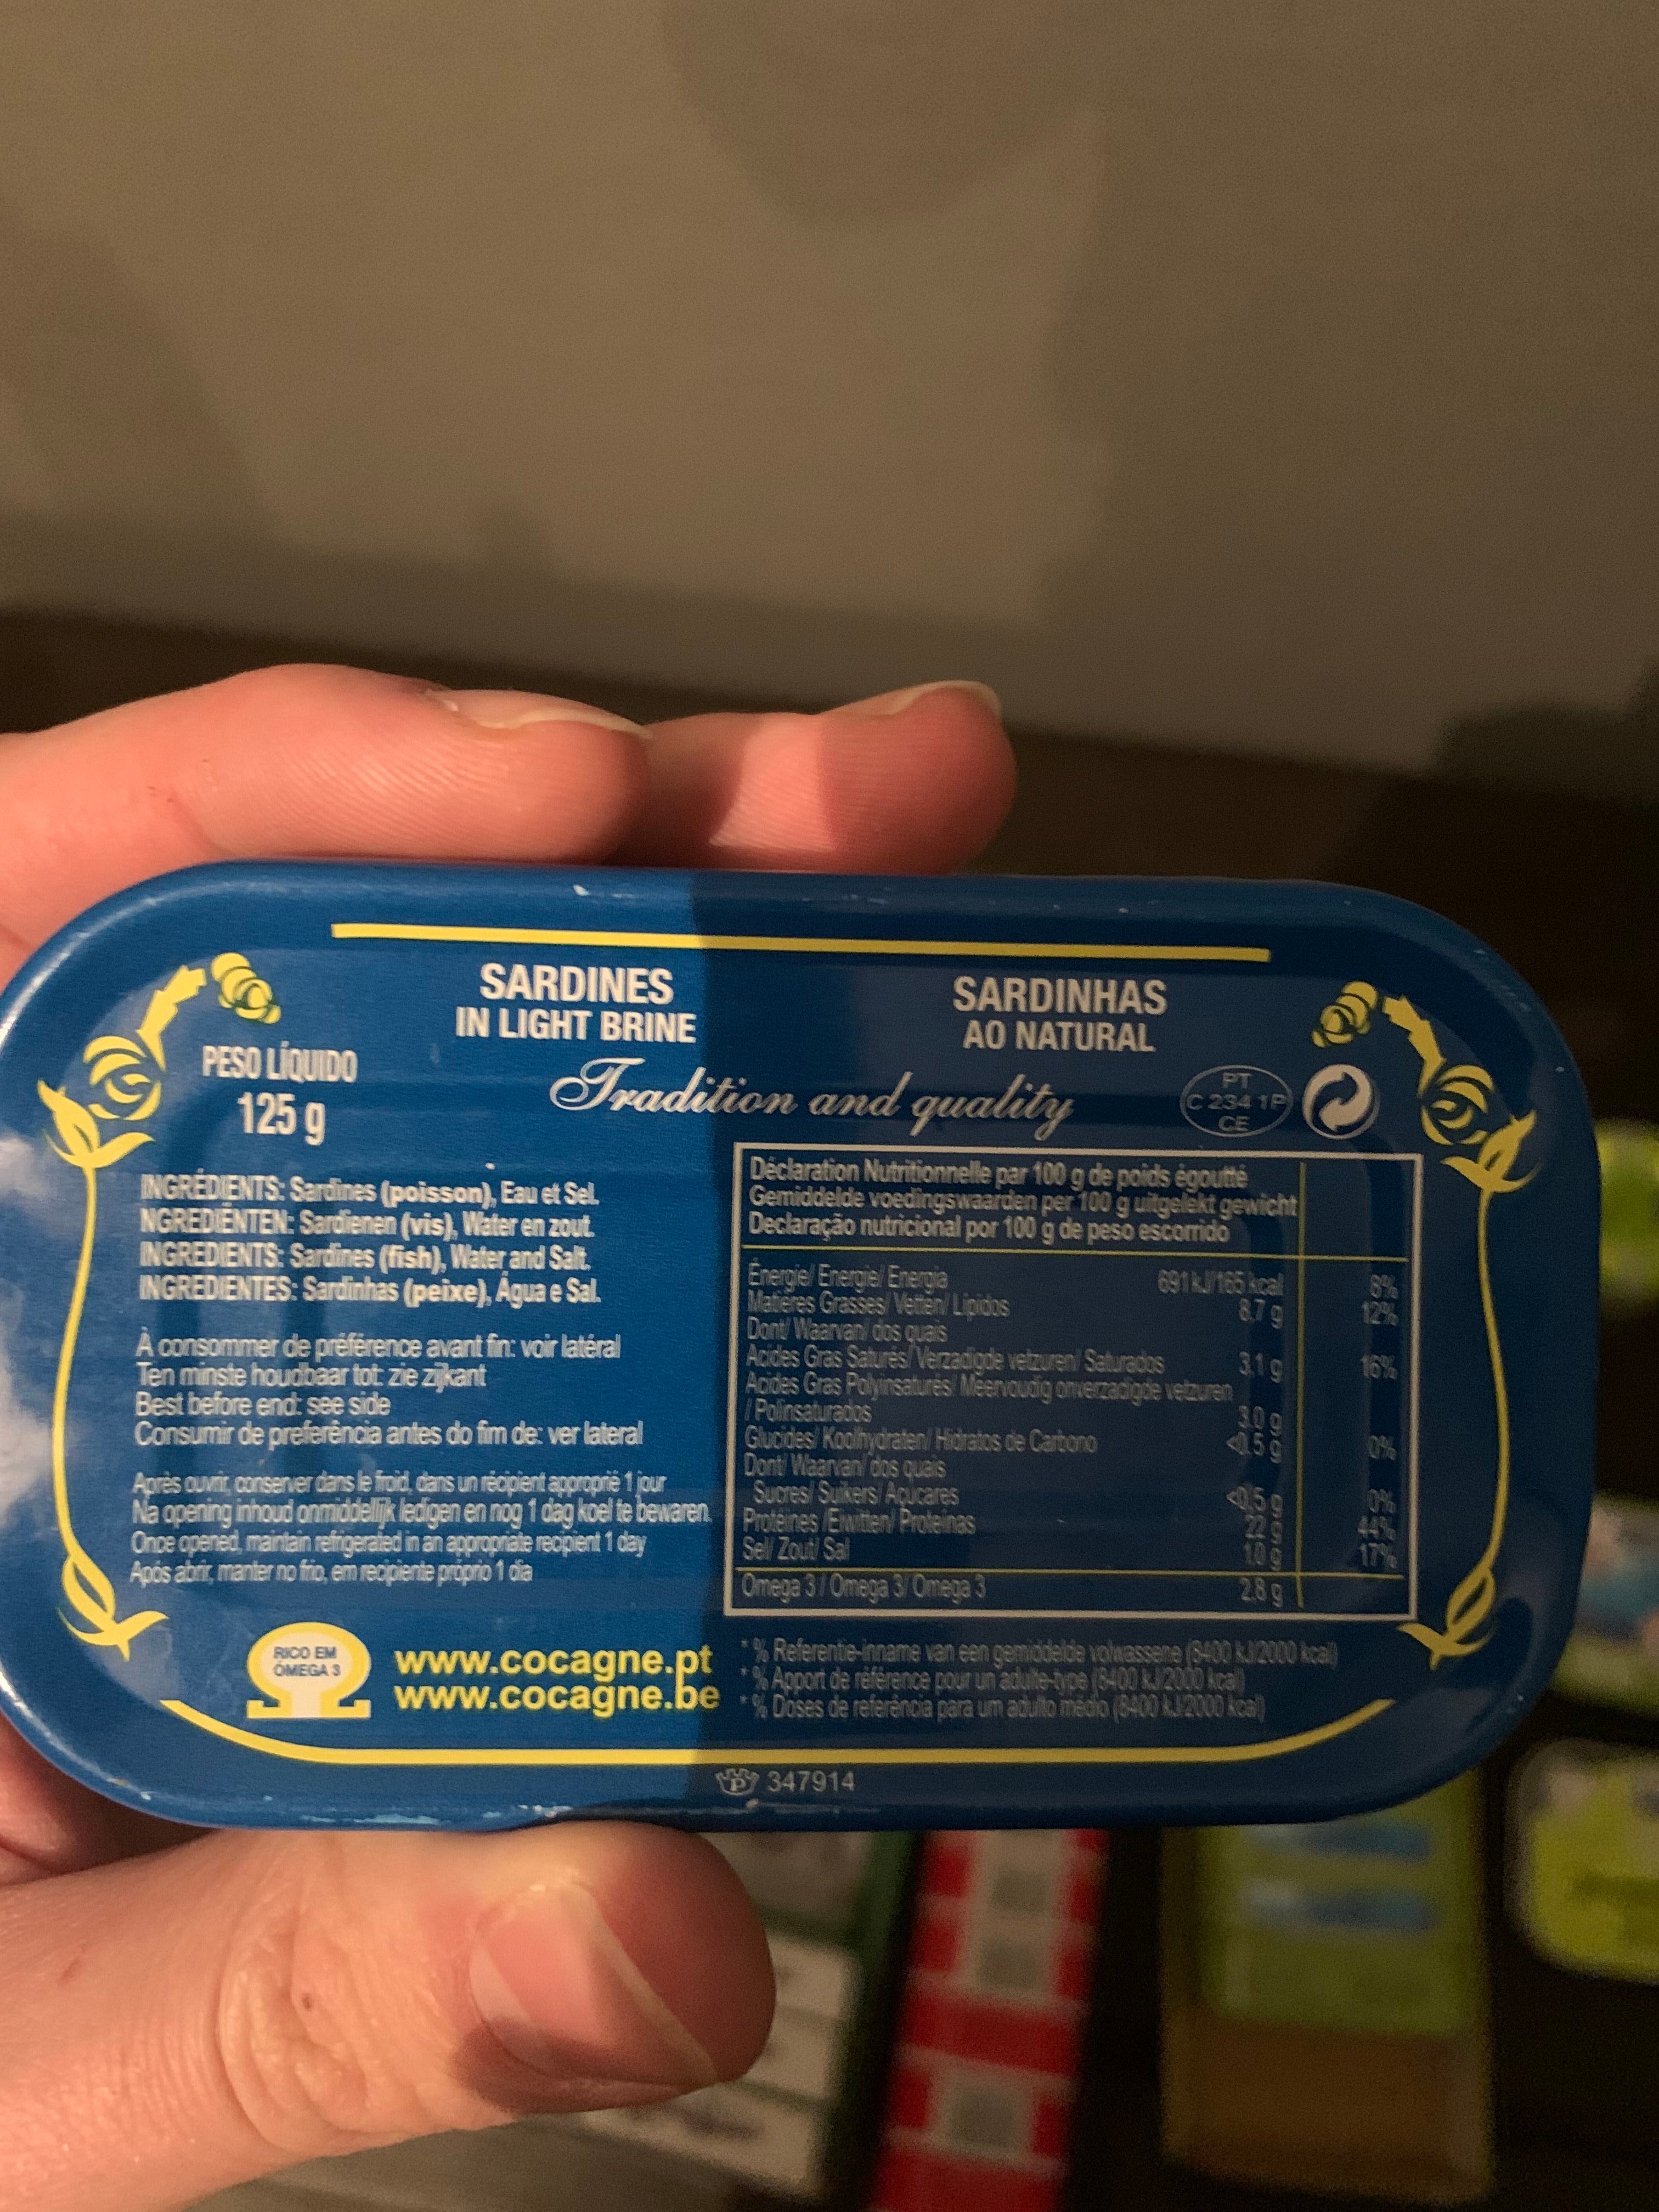 SARDINES
IN LIGHT BRINE
SARDINHAS
AO NATURAL
PESO LÍQUIDO
125 g
Tradition and quality
PT
C 234 1P
CE
INGRÉDIENTS: Sardines (poisson), Eau et Sel.
NGREDIËNTEN: Sardienen (vis), Water en zout.
INGREDIENTS: Sardines (fish), Water and Salt.
INGREDIENTES: Sardinhas (peixe), Água e Sal.
À consommer de préférence avant fin: voir latéral
Ten minste houdbaar tot: zie zijkant
Best before end: see side
Consumir de preferência antes do fim de: ver lateral
Après ouvrir, conserver dans le froid, dans un récipient approprié 1 jour
Na opening inhoud onmiddellijk ledigen en nog 1 dag koel te bewaren.
Once opened, maintain refrigerated in an appropriate recipient 1 day
Após abrir, manter no frio, em recipiente próprio 1 dia
RICO EM
ÓMEGA 3
www.cocagne.pt
www.cocagne.be
Déclaration Nutritionnelle par 100 g de poids égoutté
Gemiddelde voedingswaarden per 100 g uitgelekt gewicht
Declaração nutricional por 100 g de peso escorrido
Énergie/ Energie/ Energia 691 kJ/165 kcal 8%
Matières Grasses/ Vetten/ Lípidos 8,7 g 12%
Dont/ Waarvan/ dos quais
Acides Gras Saturés/ Verzadigde vetzuren/ Saturados 3,1 g 16%
Acides Gras Polyinsaturés/ Meervoudig onverzadigde vetzuren
/ Polinsaturados 3,0 g
Glucides/ Koolhydraten/ Hidratos de Carbono <0,5 g 0%
Dont/ Waarvan/ dos quais
Sucres/ Suikers/ Açúcares <0,5 g 0%
Protéines /Eiwitten/ Proteínas 22 g 44%
Sel/ Zout/ Sal 1,0 g 17%
Omega 3 / Omega 3/ Omega 3 2,8 g
* % Referentie-inname van een gemiddelde volwassene (8400 kJ/2000 kcal)
* % Apport de référence pour un adulte-type (8400 kJ/2000 kcal)
* % Doses de referência para um adulto médio (8400 kJ/2000 kcal)
P 347914